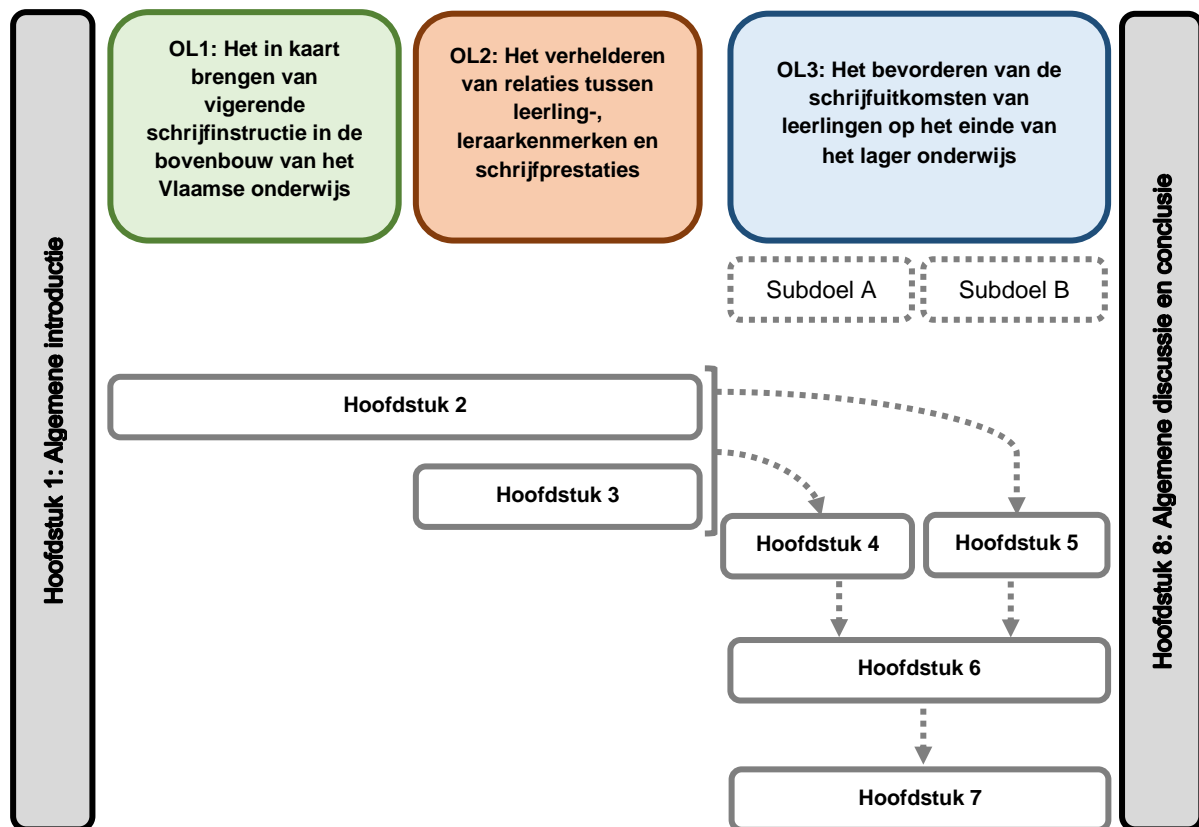 Hoofdstuk 1: Algemene introductie
OL1: Het in kaart
brengen van
vigerende
schrijfinstructie in de
bovenbouw van het
Vlaamse onderwijs
OL2: Het verhelderen
van relaties tussen
leerling-,
leraarkenmerken en
schrijfprestaties
OL3: Het bevorderen van de
schrijfuitkomsten van
leerlingen op het einde van
het lager onderwijs
Subdoel A
Subdoel B
Hoofdstuk 2
Hoofdstuk 3
Hoofdstuk 4
Hoofdstuk 5
Hoofdstuk 6
Hoofdstuk 7
Hoofdstuk 8: Algemene discussie en conclusie